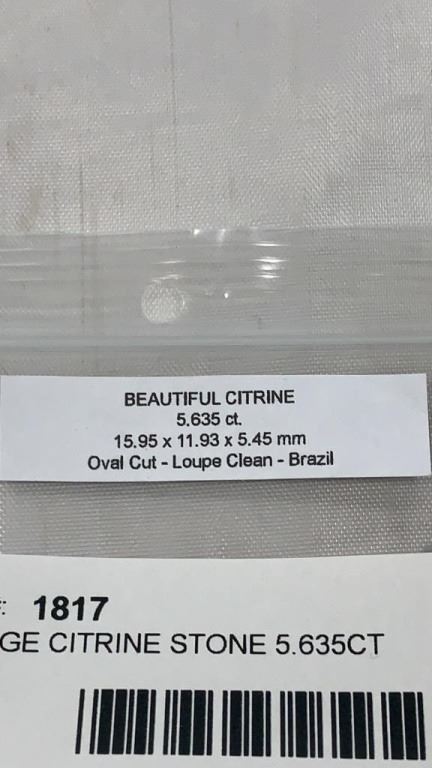 BEAUTIFUL CITRINE
5.635 ct.
15.95 x 11.93 x 5.45 mm
Oval Cut - Loupe Clean - Brazil
1817
GE CITRINE STONE 5.635CT